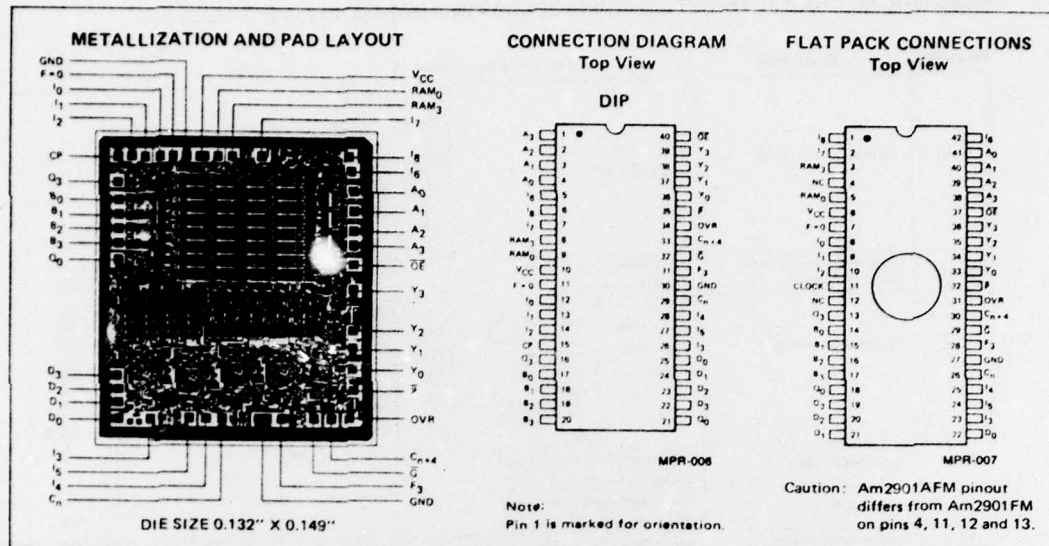 METALLIZATION AND PAD LAYOUT
GND
F = 0
I₀
I₁
I₂
CP
Q₃
B₀
B₁
B₂
B₃
Q₀
D₃
D₂
D₁
D₀
I₃
I₅
I₄
Cₙ
V_CC
RAM₀
RAM₃
I₇
I₈
I₆
A₀
A₁
A₂
A₃
O̅E̅
Y₃
Y₂
Y₁
Y₀
P̅
OVR
Cₙ₊₄
G̅
F₃
GND
DIE SIZE 0.132" X 0.149"
CONNECTION DIAGRAM
Top View
DIP
A₃ 1 40 O̅E̅
A₂ 2 39 Y₃
A₁ 3 38 Y₂
A₀ 4 37 Y₁
I₆ 5 36 Y₀
I₈ 6 35 P̅
I₇ 7 34 OVR
RAM₃ 8 33 Cₙ₊₄
RAM₀ 9 32 G̅
V_CC 10 31 F₃
F = 0 11 30 GND
I₀ 12 29 Cₙ
I₁ 13 28 I₄
I₂ 14 27 I₅
CP 15 26 I₃
Q₃ 16 25 D₀
B₀ 17 24 D₁
B₁ 18 23 D₂
B₂ 19 22 D₃
B₃ 20 21 Q₀
MPR-006
Note:
Pin 1 is marked for orientation.
FLAT PACK CONNECTIONS
Top View
I₈ 1 42 I₆
I₇ 2 41 A₀
RAM₃ 3 40 A₁
NC 4 39 A₂
RAM₀ 5 38 A₃
V_CC 6 37 O̅E̅
F = 0 7 36 Y₃
I₀ 8 35 Y₂
I₁ 9 34 Y₁
I₂ 10 33 Y₀
CLOCK 11 32 P̅
NC 12 31 OVR
Q₃ 13 30 Cₙ₊₄
B₀ 14 29 G̅
B₁ 15 28 F₃
B₂ 16 27 GND
B₃ 17 26 Cₙ
Q₀ 18 25 I₄
D₃ 19 24 I₅
D₂ 20 23 I₃
D₁ 21 22 D₀
MPR-007
Caution: Am2901AFM pinout
differs from Am2901FM
on pins 4, 11, 12 and 13.